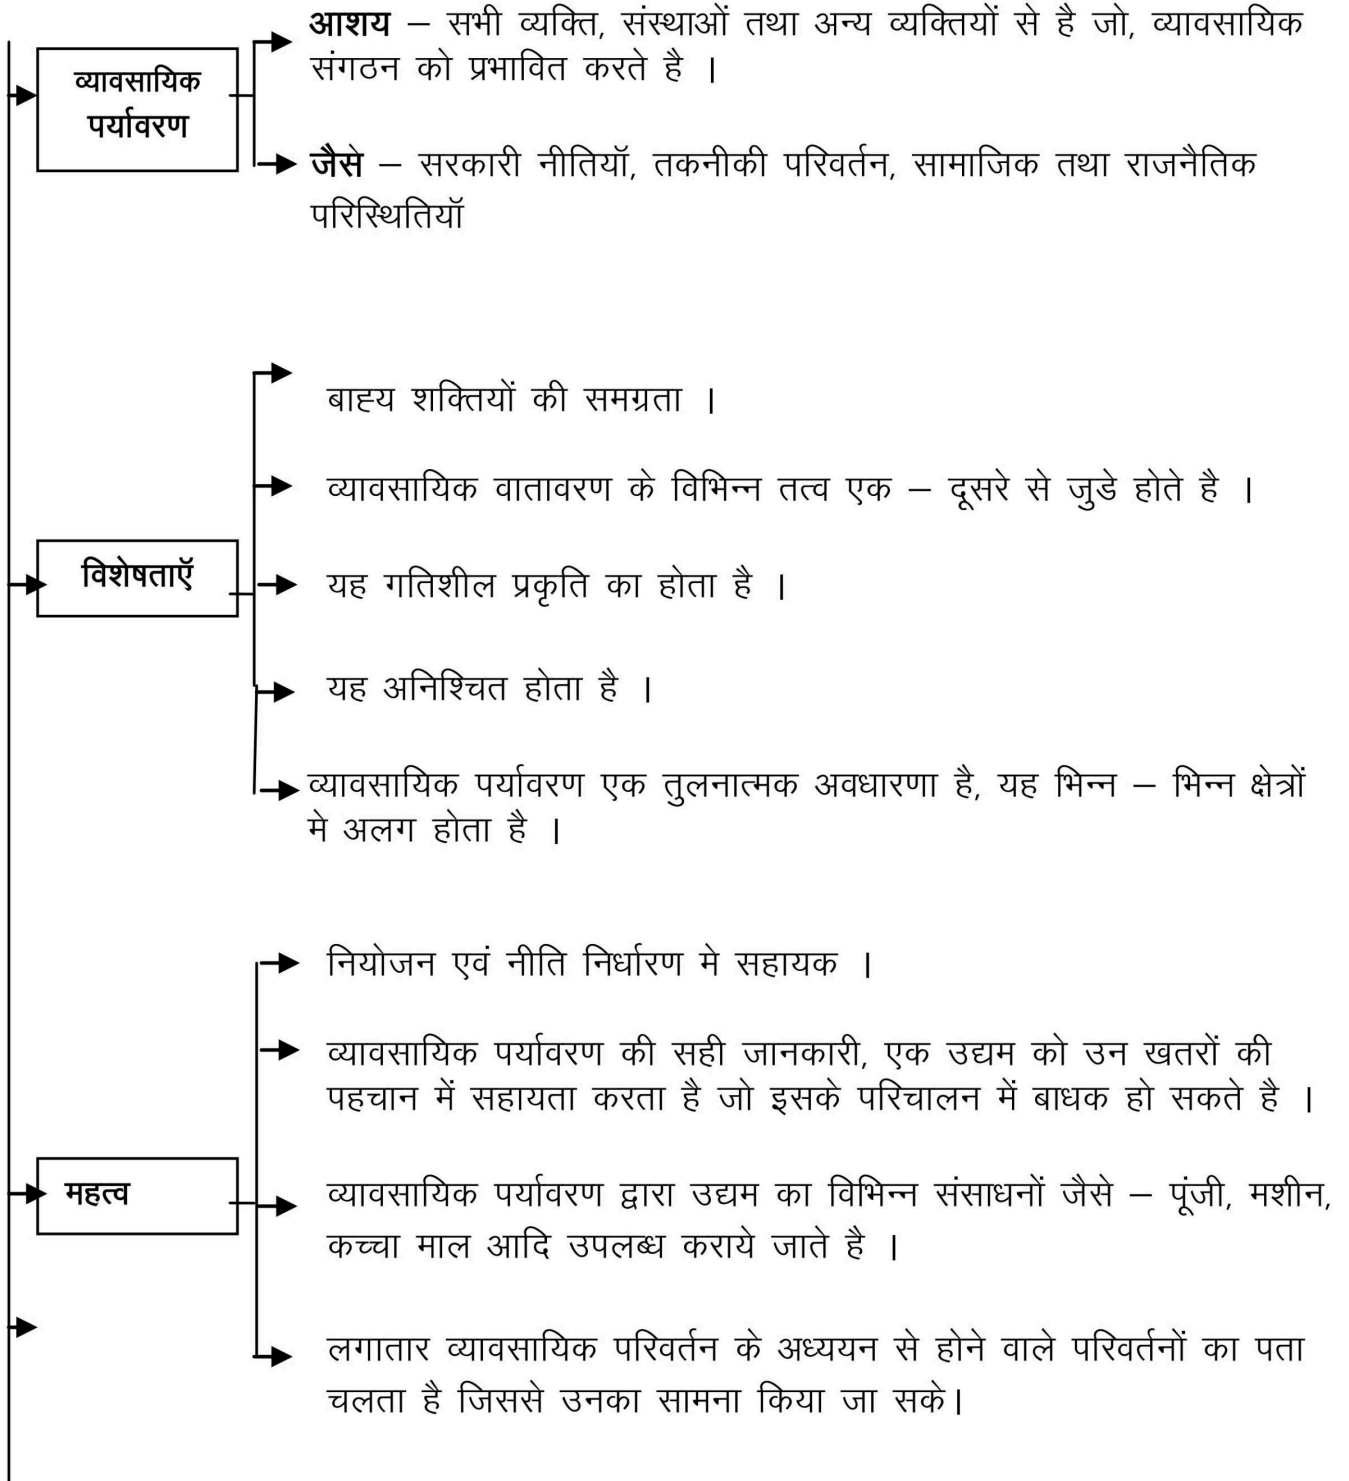 व्यावसायिक
पर्यावरण
आशय – सभी व्यक्ति, संस्थाओं तथा अन्य व्यक्तियों से है जो, व्यावसायिक
संगठन को प्रभावित करते है ।
जैसे – सरकारी नीतियॉ, तकनीकी परिवर्तन, सामाजिक तथा राजनैतिक
परिस्थितियॉ
विशेषताएॅ
बाह्य शक्तियों की समग्रता ।
व्यावसायिक वातावरण के विभिन्न तत्व एक – दूसरे से जुडे होते है ।
यह गतिशील प्रकृति का होता है ।
यह अनिश्चित होता है ।
व्यावसायिक पर्यावरण एक तुलनात्मक अवधारणा है, यह भिन्न – भिन्न क्षेत्रों
मे अलग होता है ।
महत्व
नियोजन एवं नीति निर्धारण मे सहायक ।
व्यावसायिक पर्यावरण की सही जानकारी, एक उद्यम को उन खतरों की
पहचान में सहायता करता है जो इसके परिचालन में बाधक हो सकते है ।
व्यावसायिक पर्यावरण द्वारा उद्यम का विभिन्न संसाधनों जैसे – पूंजी, मशीन,
कच्चा माल आदि उपलब्ध कराये जाते है ।
लगातार व्यावसायिक परिवर्तन के अध्ययन से होने वाले परिवर्तनों का पता
चलता है जिससे उनका सामना किया जा सके।